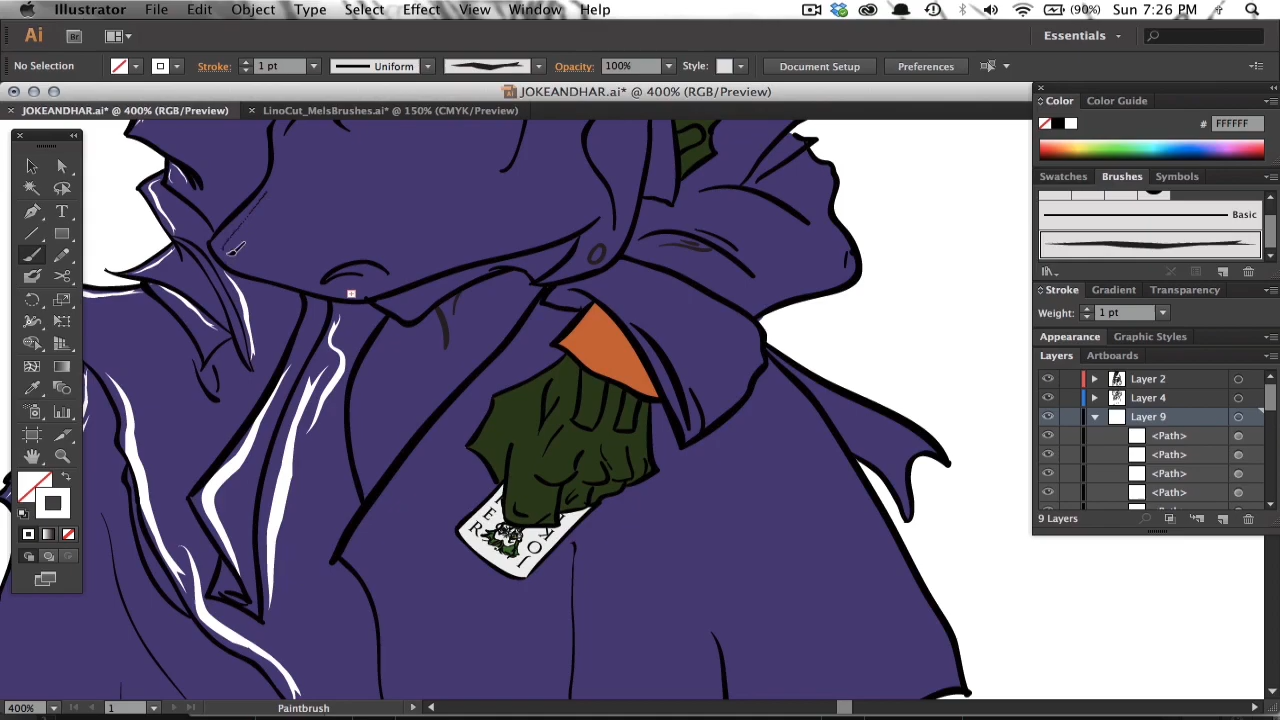 Illustrator File Edit Object Type Select Effect View Window Help (90%) Sun 7:26 PM
Ai Br Essentials
No Selection Stroke: 1 pt Uniform Opacity: 100% Style: Document Setup Preferences
JOKEANDHAR.ai* @ 400% (RGB/Preview)
× JOKEANDHAR.ai* @ 400% (RGB/Preview) × LinoCut_MelsBrushes.ai* @ 150% (CMYK/Preview)
Color Color Guide
# FFFFFF
Swatches Brushes Symbols
Basic
Stroke Gradient Transparency
Weight: 1 pt
Appearance Graphic Styles
Layers Artboards
Layer 2
Layer 4
Layer 9
<Path>
<Path>
<Path>
<Path>
9 Layers
400% 1 Paintbrush